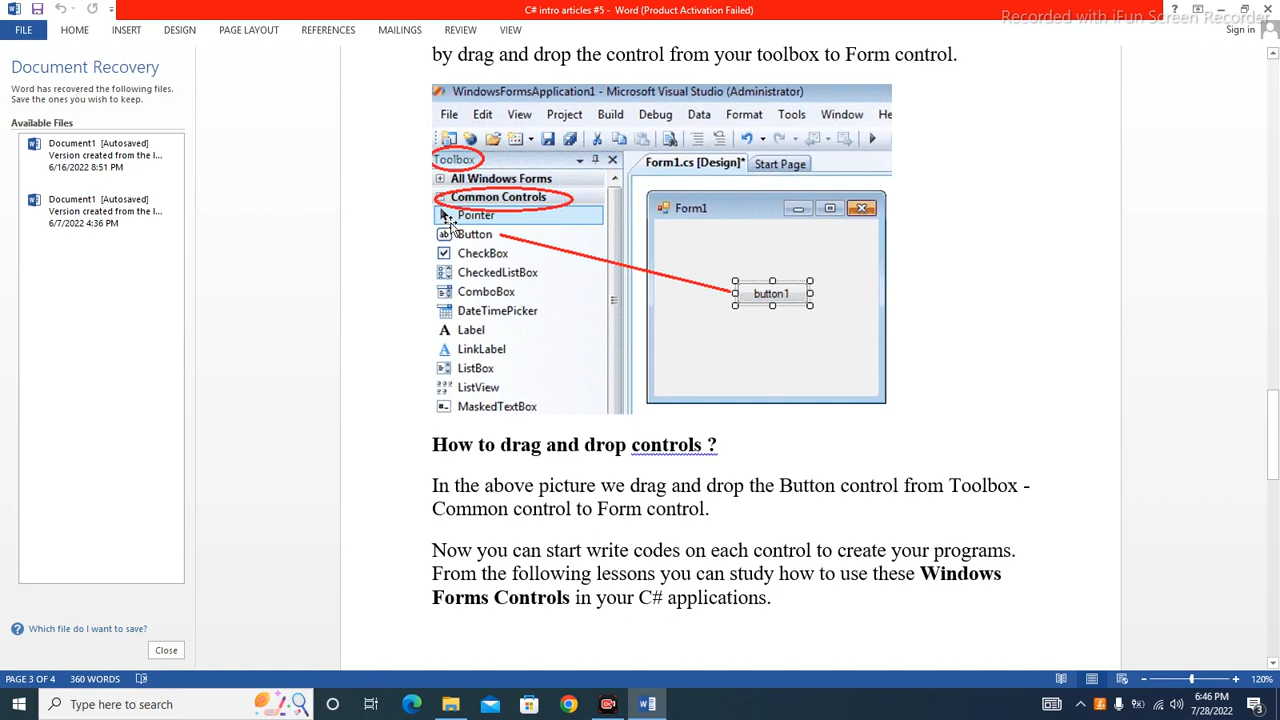 C# intro articles #5 - Word (Product Activation Failed)
Recorded with iFun Screen Recorder
FILE HOME INSERT DESIGN PAGE LAYOUT REFERENCES MAILINGS REVIEW VIEW Sign in
Document Recovery
Word has recovered the following files.
Save the ones you wish to keep.
Available Files
Document1 [Autosaved]
Version created from the l...
6/16/2022 8:51 PM
Document1 [Autosaved]
Version created from the l...
6/7/2022 4:36 PM
Which file do I want to save?
Close
by drag and drop the control from your toolbox to Form control.
WindowsFormsApplication1 - Microsoft Visual Studio (Administrator)
File Edit View Project Build Debug Data Format Tools Window He
Toolbox
Form1.cs [Design]* Start Page
All Windows Forms
Common Controls
Pointer
Button
CheckBox
CheckedListBox
ComboBox
DateTimePicker
Label
LinkLabel
ListBox
ListView
MaskedTextBox
Form1
button1
How to drag and drop controls ?
In the above picture we drag and drop the Button control from Toolbox -
Common control to Form control.
Now you can start write codes on each control to create your programs.
From the following lessons you can study how to use these Windows
Forms Controls in your C# applications.
PAGE 3 OF 4 360 WORDS 120%
Type here to search
6:46 PM
7/28/2022
3